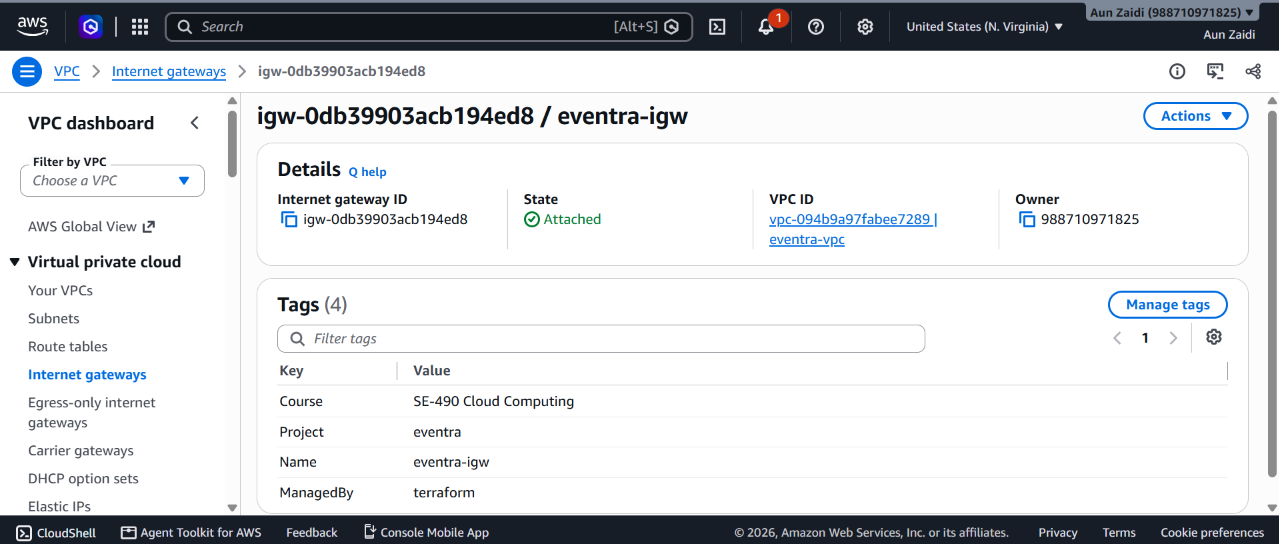 aws
Search [Alt+S]
1
United States (N. Virginia)
Aun Zaidi (988710971825)
Aun Zaidi
VPC > Internet gateways > igw-0db39903acb194ed8
VPC dashboard
Filter by VPC
Choose a VPC
AWS Global View
Virtual private cloud
Your VPCs
Subnets
Route tables
Internet gateways
Egress-only internet
gateways
Carrier gateways
DHCP option sets
Elastic IPs
igw-0db39903acb194ed8 / eventra-igw
Actions
Details Q help
Internet gateway ID
igw-0db39903acb194ed8
State
Attached
VPC ID
vpc-094b9a97fabee7289 |
eventra-vpc
Owner
988710971825
Tags (4)
Manage tags
Filter tags
1
Key Value
Course SE-490 Cloud Computing
Project eventra
Name eventra-igw
ManagedBy terraform
CloudShell Agent Toolkit for AWS Feedback Console Mobile App © 2026, Amazon Web Services, Inc. or its affiliates. Privacy Terms Cookie preferences